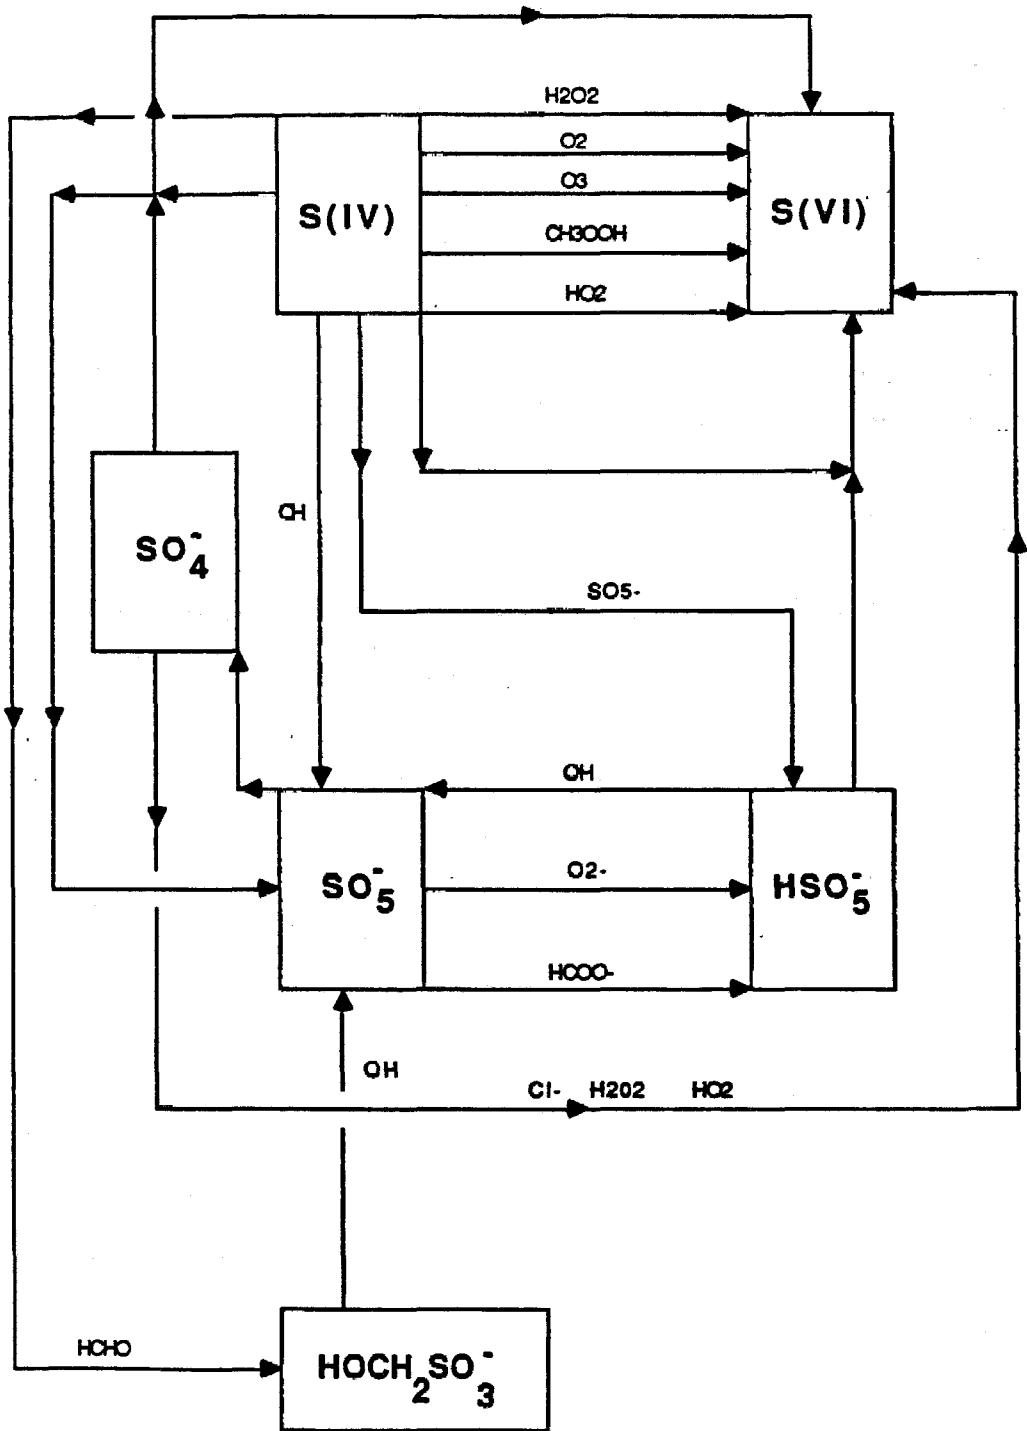 H2O2
O2
O3
S(IV)
S(VI)
CH3OOH
HO2
OH
SO₄⁻
SO5-
OH
O2-
SO₅⁻
HSO₅⁻
HCOO-
OH
Cl- H2O2 HO2
HCHO
HOCH₂SO₃⁻